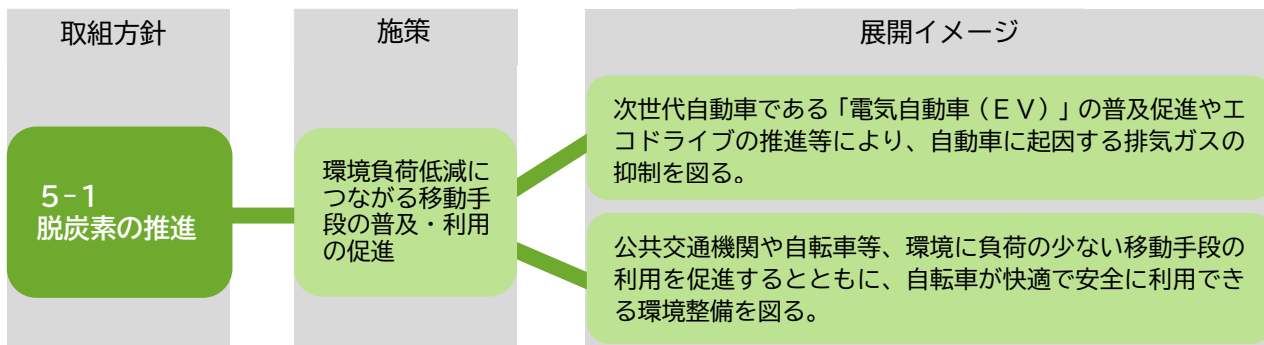 取組方針
施策
展開イメージ
5-1
脱炭素の推進
環境負荷低減に
つながる移動手
段の普及・利用
の促進
次世代自動車である「電気自動車（ＥＶ）」の普及促進やエ
コドライブの推進等により、自動車に起因する排気ガスの
抑制を図る。
公共交通機関や自転車等、環境に負荷の少ない移動手段の
利用を促進するとともに、自転車が快適で安全に利用でき
る環境整備を図る。